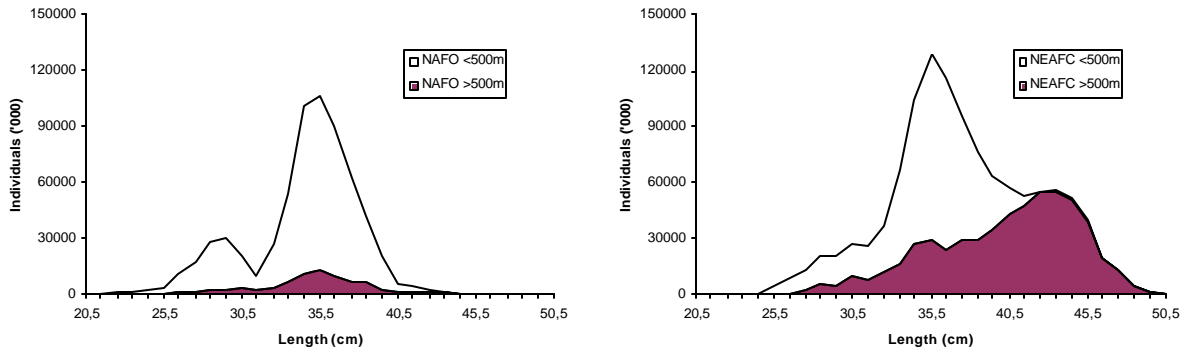 150000
120000
90000
60000
30000
0
Individuals ('000)
NAFO <500m
NAFO >500m
20,5 25,5 30,5 35,5 40,5 45,5 50,5
Length (cm)
150000
120000
90000
60000
30000
0
Individuals ('000)
NEAFC <500m
NEAFC >500m
20,5 25,5 30,5 35,5 40,5 45,5 50,5
Length (cm)